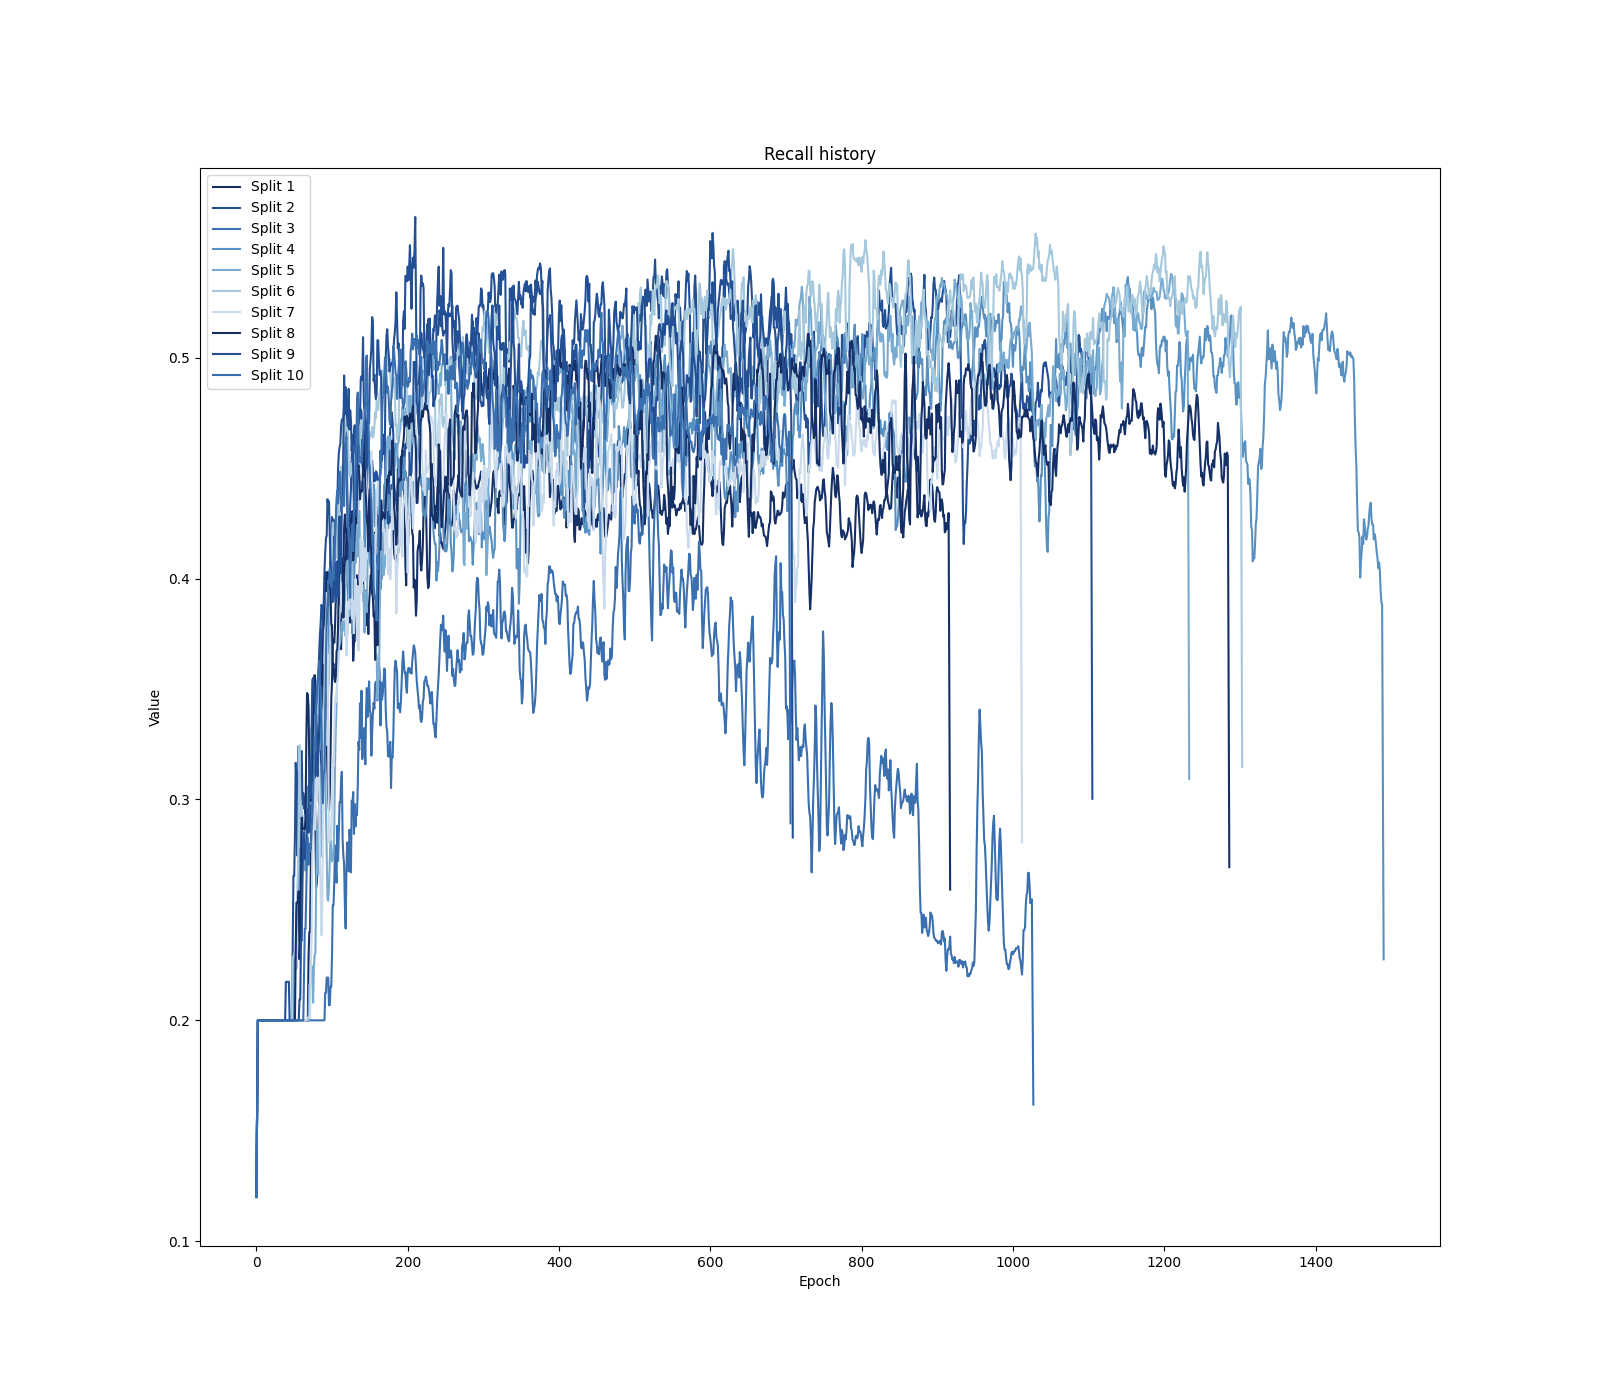 Recall history
Split 1
Split 2
Split 3
Split 4
Split 5
Split 6
Split 7
Split 8
Split 9
Split 10
Value
0.5
0.4
0.3
0.2
0.1
0 200 400 600 800 1000 1200 1400
Epoch